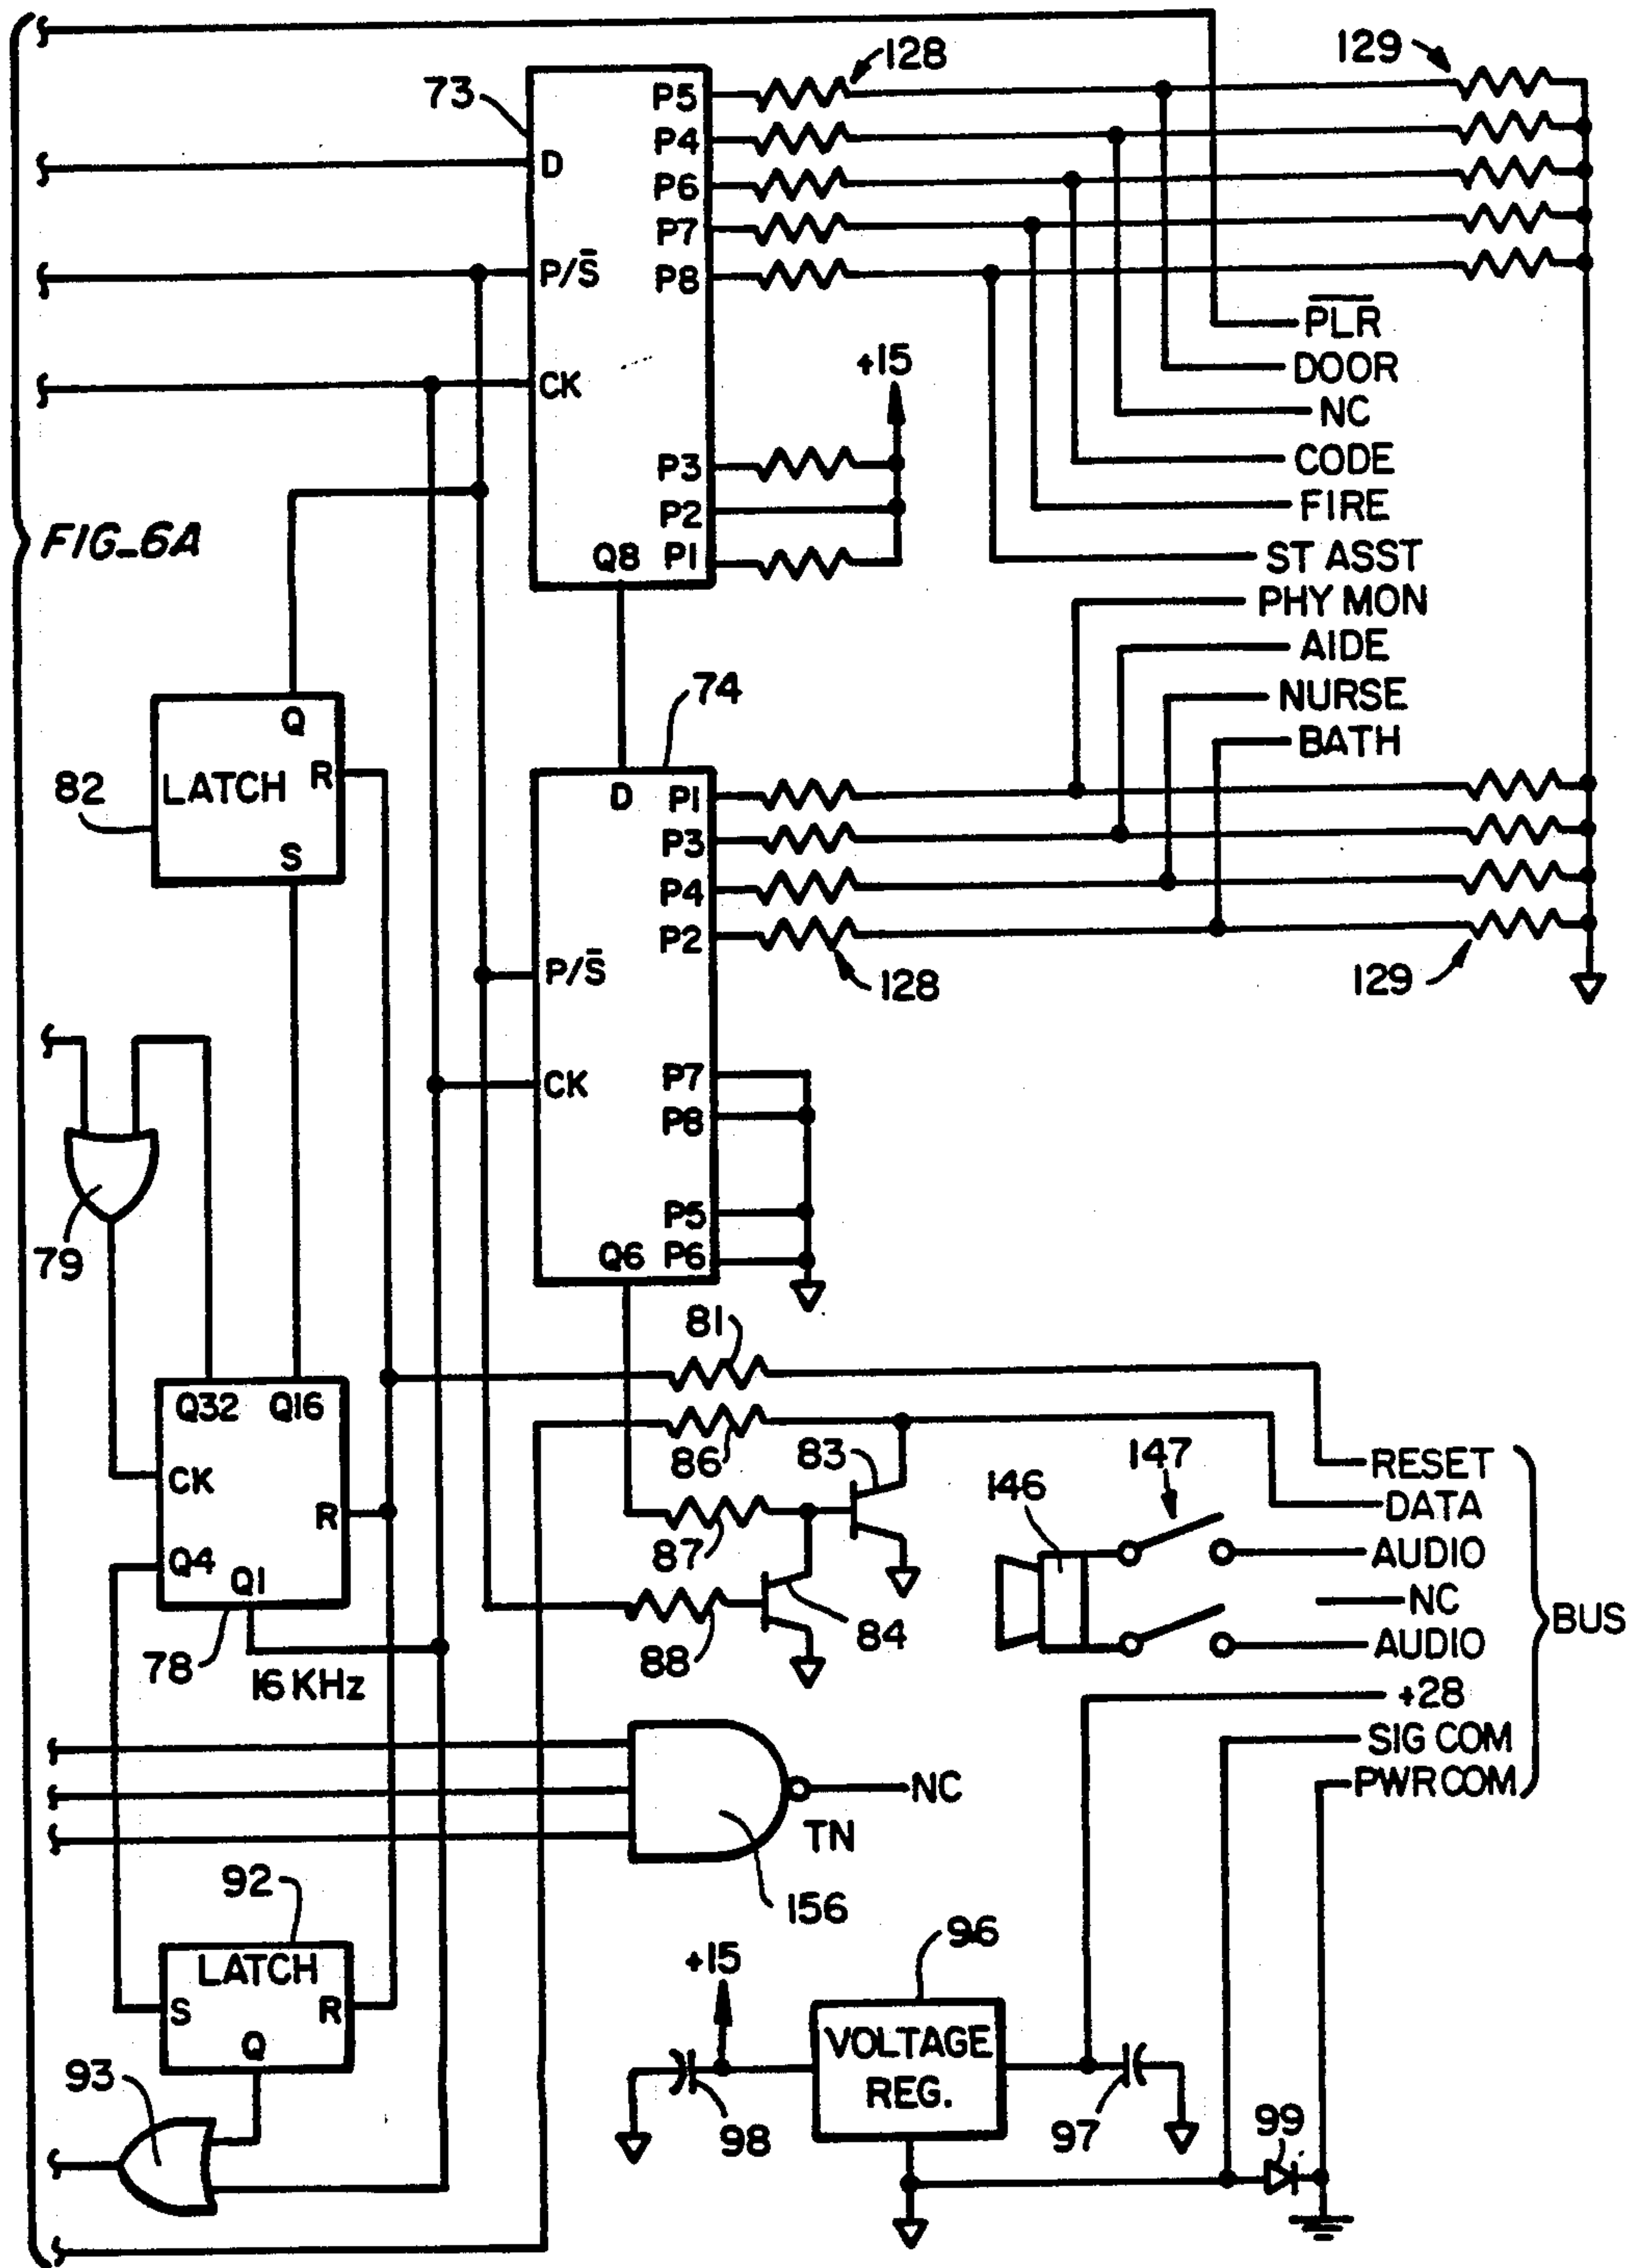 128
129
73
P5
D
P4
P6
P7
P/S̄
P8
P̅L̅R̅
DOOR
+15
CK
NC
CODE
P3
FIRE
P2
FIG_6A
Q8
P1
ST ASST
PHY MON
AIDE
74
NURSE
Q
BATH
82
LATCH
R
D
P1
P3
S
P4
P2
P/S̄
128
129
CK
P7
P8
79
P5
Q6
P6
81
Q32
Q16
86
83
147
RESET
146
DATA
CK
R
87
AUDIO
Q4
Q1
NC
BUS
84
AUDIO
78
88
16 KHz
+28
SIG COM
PWR COM
NC
TN
92
156
96
LATCH
+15
S
R
VOLTAGE
REG.
Q
93
98
97
99